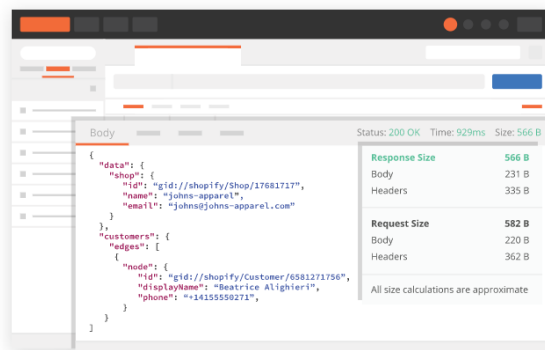 Body
Status: 200 OK Time: 929ms Size: 566 B
{
"data": {
"shop": {
"id": "gid://shopify/Shop/17681717",
"name": "johns-apparel",
"email": "johns@johns-apparel.com"
}
},
"customers": {
"edges": [
{
"node": {
"id": "gid://shopify/Customer/6581271756",
"displayName": "Beatrice Alighieri",
"phone": "+14155550271",
}
}
]
Response Size 566 B
Body 231 B
Headers 335 B
Request Size 582 B
Body 220 B
Headers 362 B
All size calculations are approximate